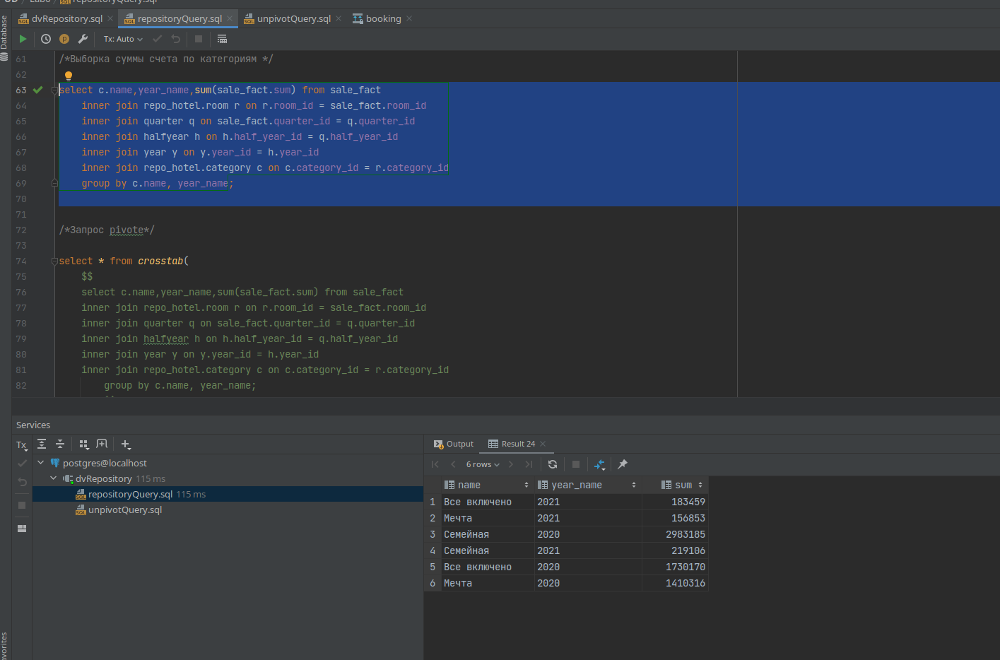 repositoryQuery.sql
dvRepository.sql repositoryQuery.sql unpivotQuery.sql booking
Database
Tx: Auto
61 /*Выборка суммы счета по категориям */
62
63 select c.name,year_name,sum(sale_fact.sum) from sale_fact
64 inner join repo_hotel.room r on r.room_id = sale_fact.room_id
65 inner join quarter q on sale_fact.quarter_id = q.quarter_id
66 inner join halfyear h on h.half_year_id = q.half_year_id
67 inner join year y on y.year_id = h.year_id
68 inner join repo_hotel.category c on c.category_id = r.category_id
69 group by c.name, year_name;
70
71
72 /*Запрос pivote*/
73
74 select * from crosstab(
75 $$
76 select c.name,year_name,sum(sale_fact.sum) from sale_fact
77 inner join repo_hotel.room r on r.room_id = sale_fact.room_id
78 inner join quarter q on sale_fact.quarter_id = q.quarter_id
79 inner join halfyear h on h.half_year_id = q.half_year_id
80 inner join year y on y.year_id = h.year_id
81 inner join repo_hotel.category c on c.category_id = r.category_id
82 group by c.name, year_name;
Services
Tx
postgres@localhost
dvRepository 115 ms
repositoryQuery.sql 115 ms
unpivotQuery.sql
Output Result 24
6 rows
name year_name sum
1 Все включено 2021 183459
2 Мечта 2021 156853
3 Семейная 2020 2983185
4 Семейная 2021 219106
5 Все включено 2020 1730170
6 Мечта 2020 1410316